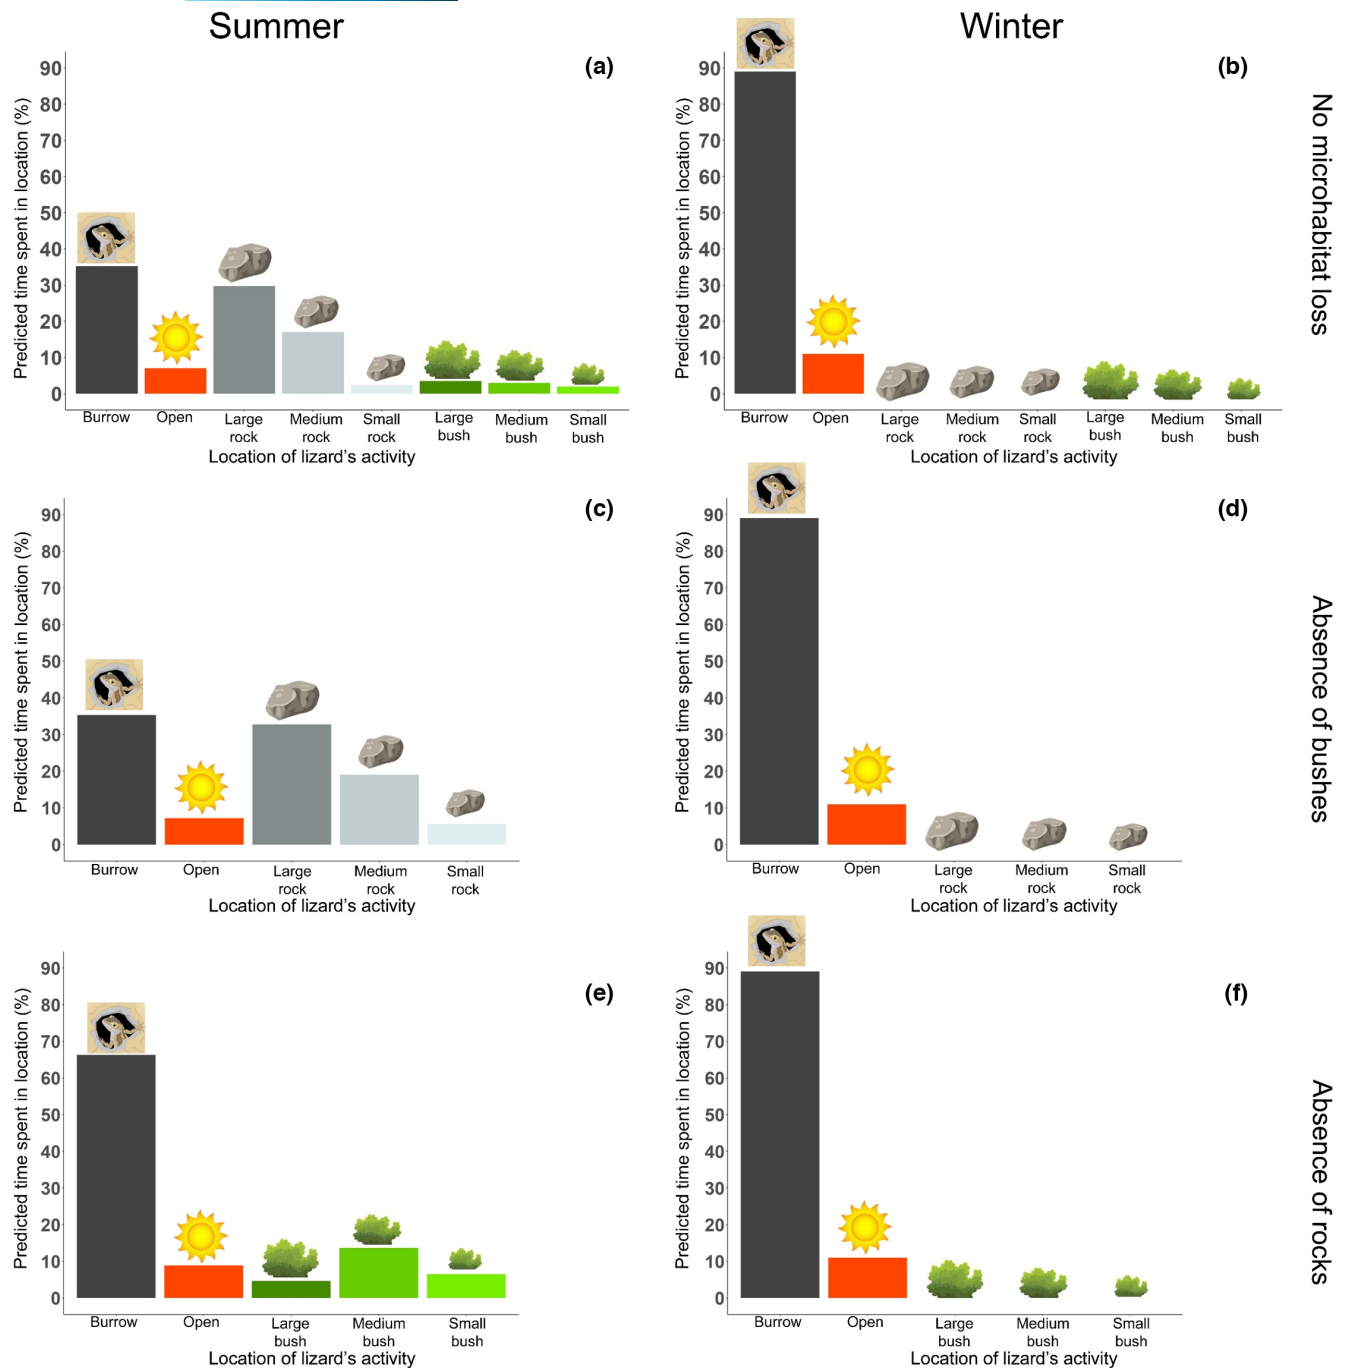 Summer
Winter
(a)
Predicted time spent in location (%)
90
80
70
60
50
40
30
20
10
0
Burrow
Open
Large
rock
Medium
rock
Small
rock
Large
bush
Medium
bush
Small
bush
Location of lizard's activity
(b)
Predicted time spent in location (%)
90
80
70
60
50
40
30
20
10
0
Burrow
Open
Large
rock
Medium
rock
Small
rock
Large
bush
Medium
bush
Small
bush
Location of lizard's activity
No microhabitat loss
(c)
Predicted time spent in location (%)
90
80
70
60
50
40
30
20
10
0
Burrow
Open
Large
rock
Medium
rock
Small
rock
Location of lizard's activity
(d)
Predicted time spent in location (%)
90
80
70
60
50
40
30
20
10
0
Burrow
Open
Large
rock
Medium
rock
Small
rock
Location of lizard's activity
Absence of bushes
(e)
Predicted time spent in location (%)
90
80
70
60
50
40
30
20
10
0
Burrow
Open
Large
bush
Medium
bush
Small
bush
Location of lizard's activity
(f)
Predicted time spent in location (%)
90
80
70
60
50
40
30
20
10
0
Burrow
Open
Large
bush
Medium
bush
Small
bush
Location of lizard's activity
Absence of rocks